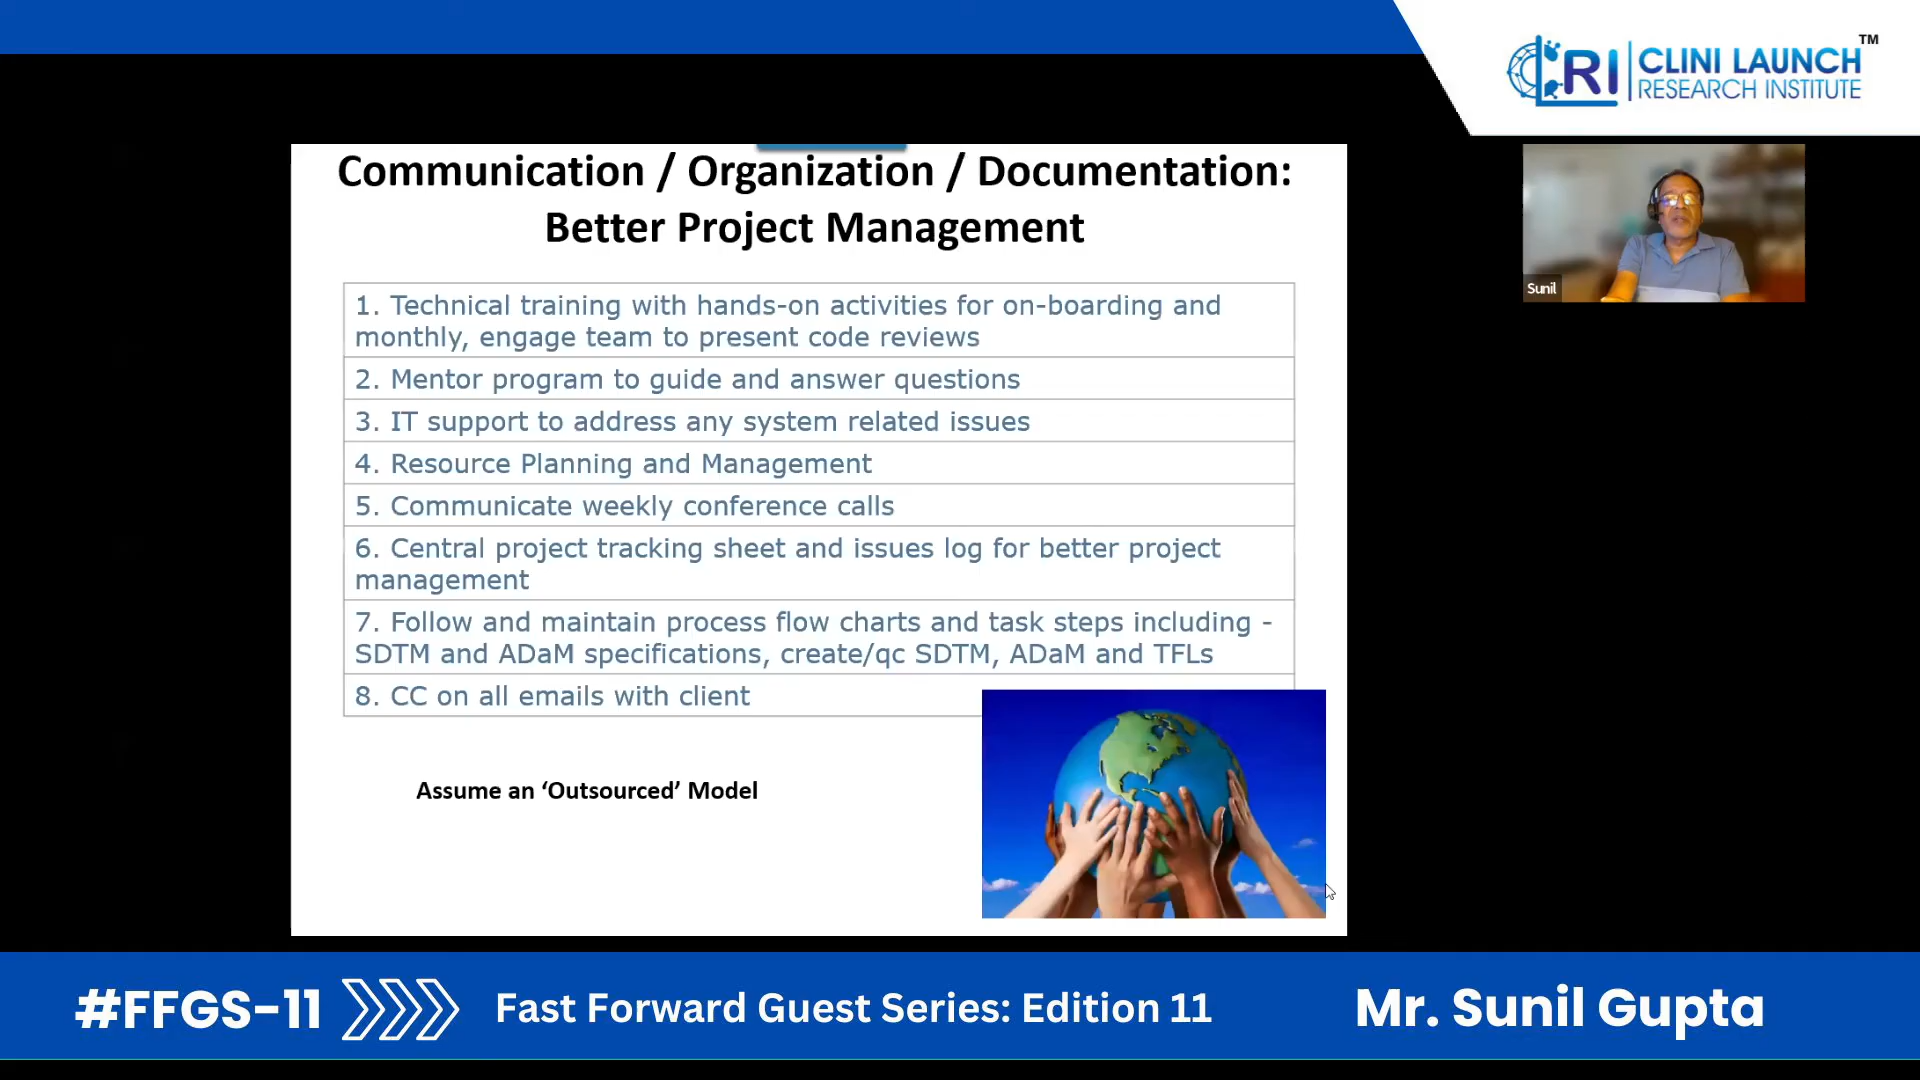 CRI CLINI LAUNCH TM
RESEARCH INSTITUTE
Communication / Organization / Documentation:
Better Project Management
1. Technical training with hands-on activities for on-boarding and
monthly, engage team to present code reviews
2. Mentor program to guide and answer questions
3. IT support to address any system related issues
4. Resource Planning and Management
5. Communicate weekly conference calls
6. Central project tracking sheet and issues log for better project
management
7. Follow and maintain process flow charts and task steps including -
SDTM and ADaM specifications, create/qc SDTM, ADaM and TFLs
8. CC on all emails with client
Assume an ‘Outsourced’ Model
Sunil
#FFGS-11
Fast Forward Guest Series: Edition 11
Mr. Sunil Gupta